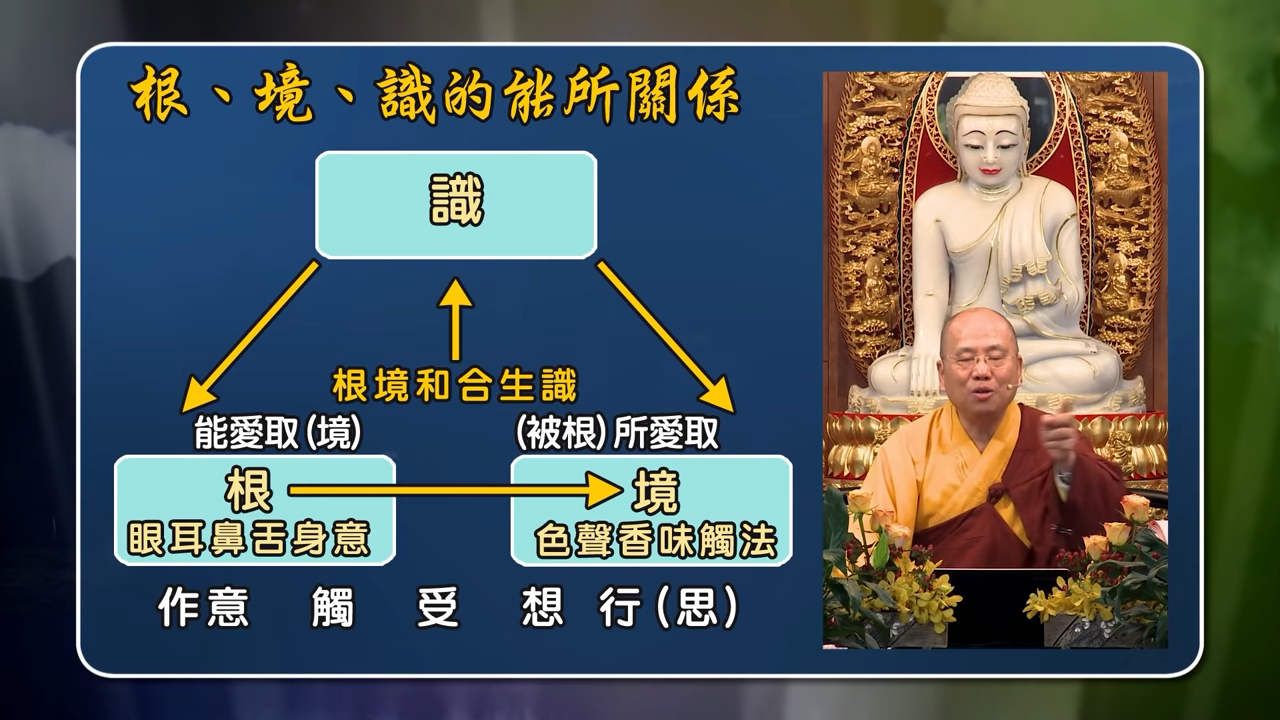 根、境、識的能所關係
識
根境和合生識
能愛取(境) (被根)所愛取
根 境
眼耳鼻舌身意 色聲香味觸法
作意 觸 受 想 行(思)